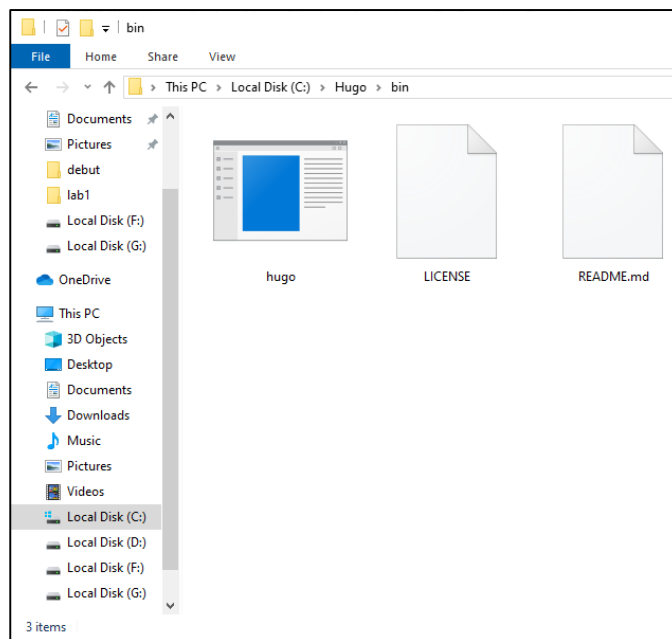 bin
File Home Share View
This PC > Local Disk (C:) > Hugo > bin
Documents
Pictures
debut
lab1
Local Disk (F:)
Local Disk (G:)
OneDrive
This PC
3D Objects
Desktop
Documents
Downloads
Music
Pictures
Videos
Local Disk (C:)
Local Disk (D:)
Local Disk (F:)
Local Disk (G:)
hugo LICENSE README.md
3 items